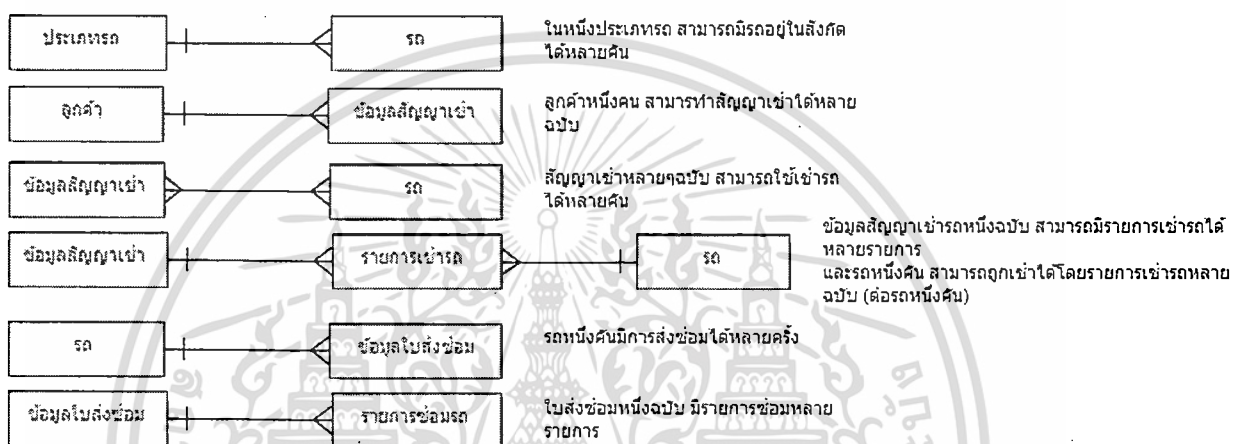 ประเภทรถ
รถ
ในหนึ่งประเภทรถ สามารถมีรถอยู่ในสังกัด
ได้หลายคัน
ลูกค้า
ข้อมูลสัญญาเช่า
ลูกค้าหนึ่งคน สามารทำสัญญาเช่าได้หลาย
ฉบับ
ข้อมูลสัญญาเช่า
รถ
สัญญาเช่าหลายๆฉบับ สามารถใช้เช่ารถ
ได้หลายคัน
ข้อมูลสัญญาเช่า
รายการเช่ารถ
รถ
ข้อมูลสัญญาเช่ารถหนึ่งฉบับ สามารถมีรายการเช่ารถได้
หลายรายการ
และรถหนึ่งคัน สามารถถูกเช่าได้โดยรายการเช่ารถหลาย
ฉบับ (ต่อรถหนึ่งคัน)
รถ
ข้อมูลใบส่งซ่อม
รถหนึ่งคันมีการส่งซ่อมได้หลายครั้ง
ข้อมูลใบส่งซ่อม
รายการซ่อมรถ
ใบส่งซ่อมหนึ่งฉบับ มีรายการซ่อมหลาย
รายการ